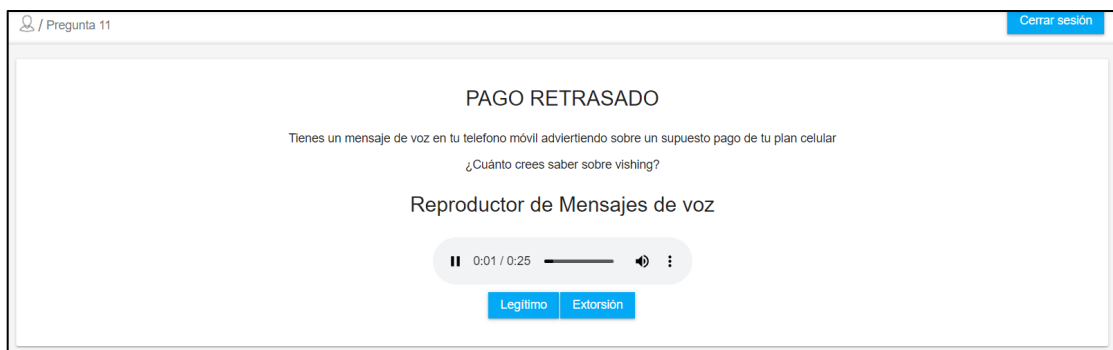 / Pregunta 11
Cerrar sesión
PAGO RETRASADO
Tienes un mensaje de voz en tu telefono móvil adviertiendo sobre un supuesto pago de tu plan celular
¿Cuánto crees saber sobre vishing?
Reproductor de Mensajes de voz
0:01 / 0:25
Legítimo Extorsión